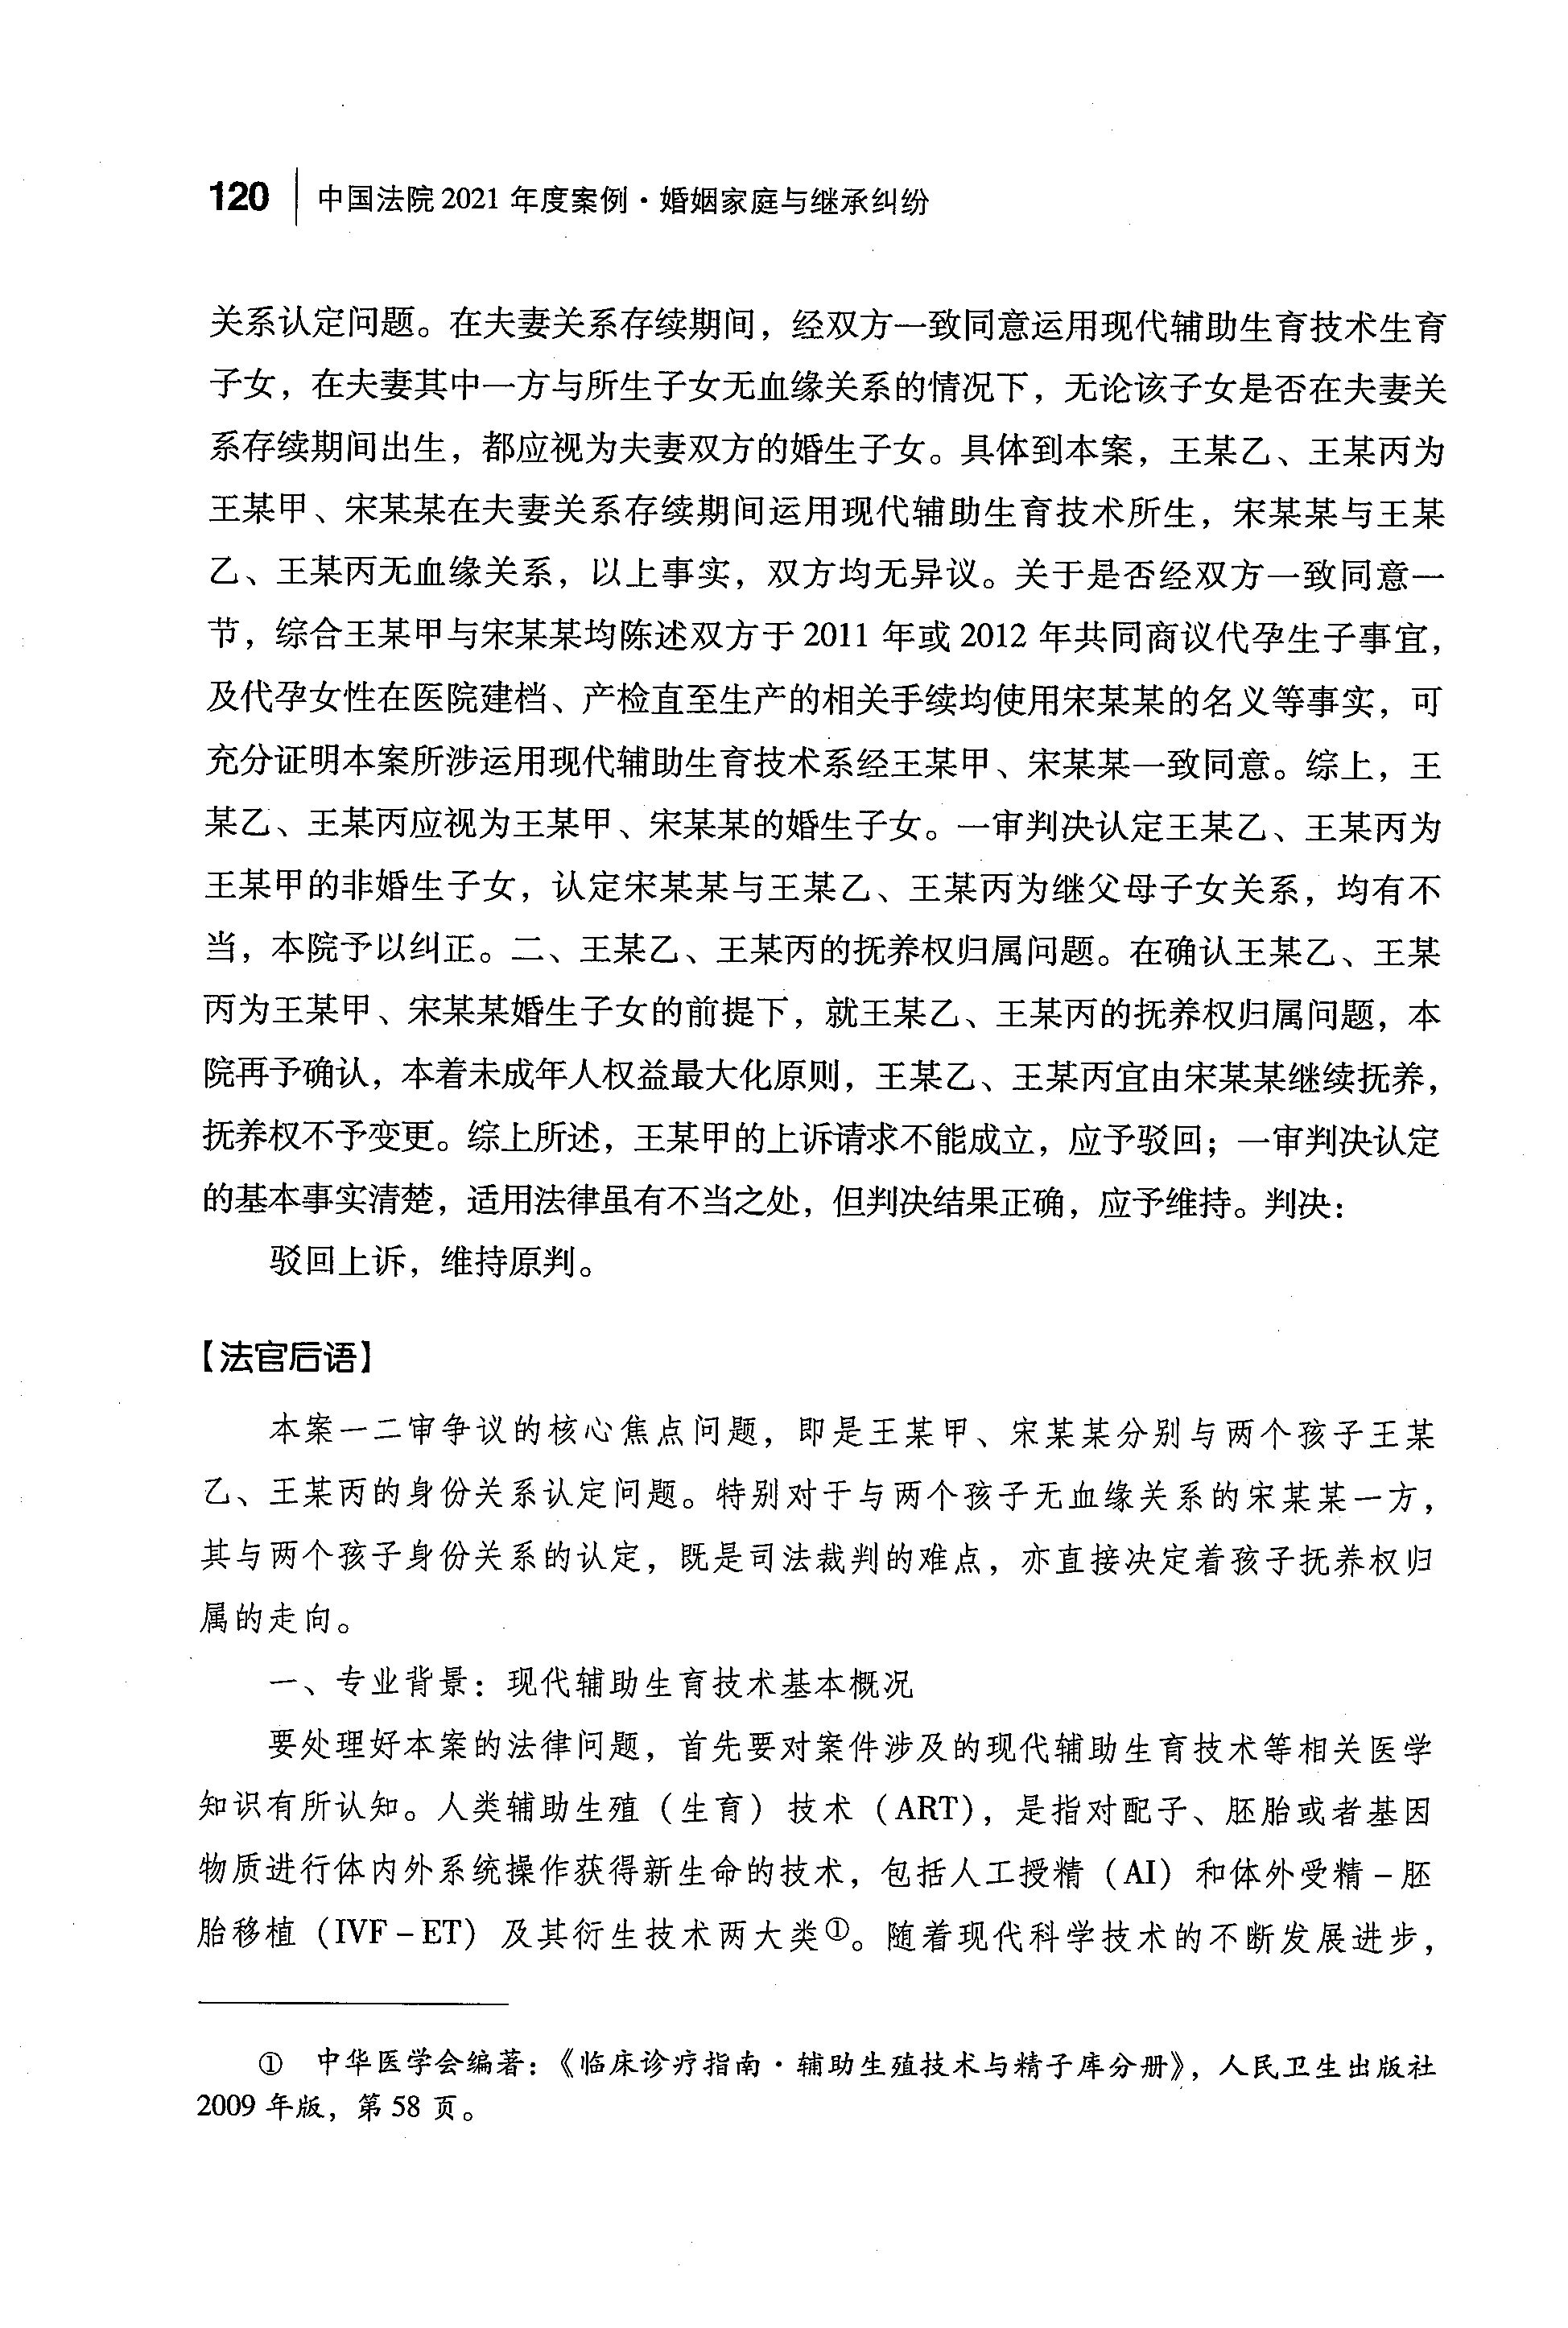 120 中国法院 2021 年度案例·婚姻家庭与继承纠纷
关系认定问题。在夫妻关系存续期间，经双方一致同意运用现代辅助生育技术生育
子女，在夫妻其中一方与所生子女无血缘关系的情况下，无论该子女是否在夫妻关
系存续期间出生，都应视为夫妻双方的婚生子女。具体到本案，王某乙、王某丙为
王某甲、宋某某在夫妻关系存续期间运用现代辅助生育技术所生，宋某某与王某
乙、王某丙无血缘关系，以上事实，双方均无异议。关于是否经双方一致同意一
节，综合王某甲与宋某某均陈述双方于 2011 年或 2012 年共同商议代孕生子事宜，
及代孕女性在医院建档、产检直至生产的相关手续均使用宋某某的名义等事实，可
充分证明本案所涉运用现代辅助生育技术系经王某甲、宋某某一致同意。综上，王
某乙、王某丙应视为王某甲、宋某某的婚生子女。一审判决认定王某乙、王某丙为
王某甲的非婚生子女，认定宋某某与王某乙、王某丙为继父母子女关系，均有不
当，本院予以纠正。二、王某乙、王某丙的抚养权归属问题。在确认王某乙、王某
丙为王某甲、宋某某婚生子女的前提下，就王某乙、王某丙的抚养权归属问题，本
院再予确认，本着未成年人权益最大化原则，王某乙、王某丙宜由宋某某继续抚养，
抚养权不予变更。综上所述，王某甲的上诉请求不能成立，应予驳回；一审判决认定
的基本事实清楚，适用法律虽有不当之处，但判决结果正确，应予维持。判决：
驳回上诉，维持原判。
【法官后语】
本案一二审争议的核心焦点问题，即是王某甲、宋某某分别与两个孩子王某
乙、王某丙的身份关系认定问题。特别对于与两个孩子无血缘关系的宋某某一方，
其与两个孩子身份关系的认定，既是司法裁判的难点，亦直接决定着孩子抚养权归
属的走向。
一、专业背景：现代辅助生育技术基本概况
要处理好本案的法律问题，首先要对案件涉及的现代辅助生育技术等相关医学
知识有所认知。人类辅助生殖（生育）技术（ART），是指对配子、胚胎或者基因
物质进行体内外系统操作获得新生命的技术，包括人工授精（AI）和体外受精－胚
胎移植（IVF－ET）及其衍生技术两大类①。随着现代科学技术的不断发展进步，
① 中华医学会编著：《临床诊疗指南·辅助生殖技术与精子库分册》，人民卫生出版社
2009 年版，第 58 页。